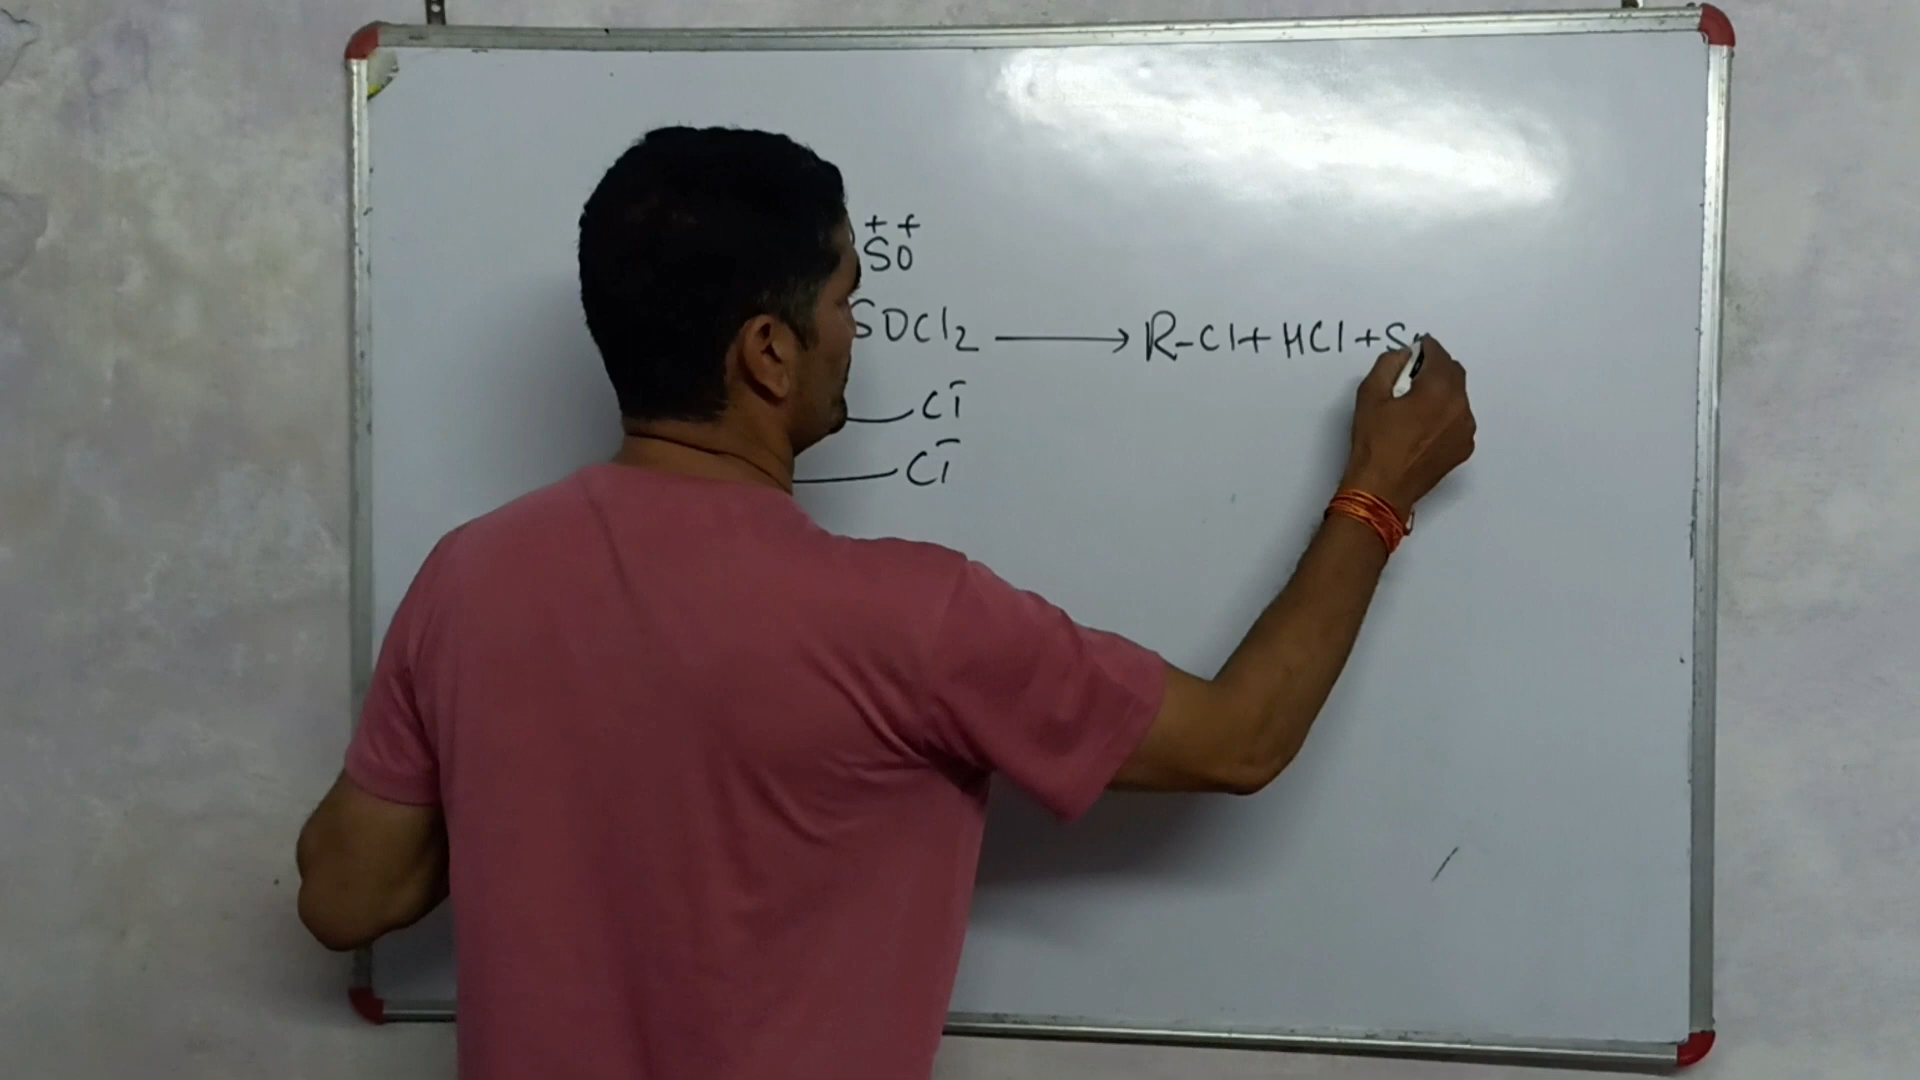 ++
SO
SOCl2 ⟶ R-Cl+HCl+S
Cl-
Cl-